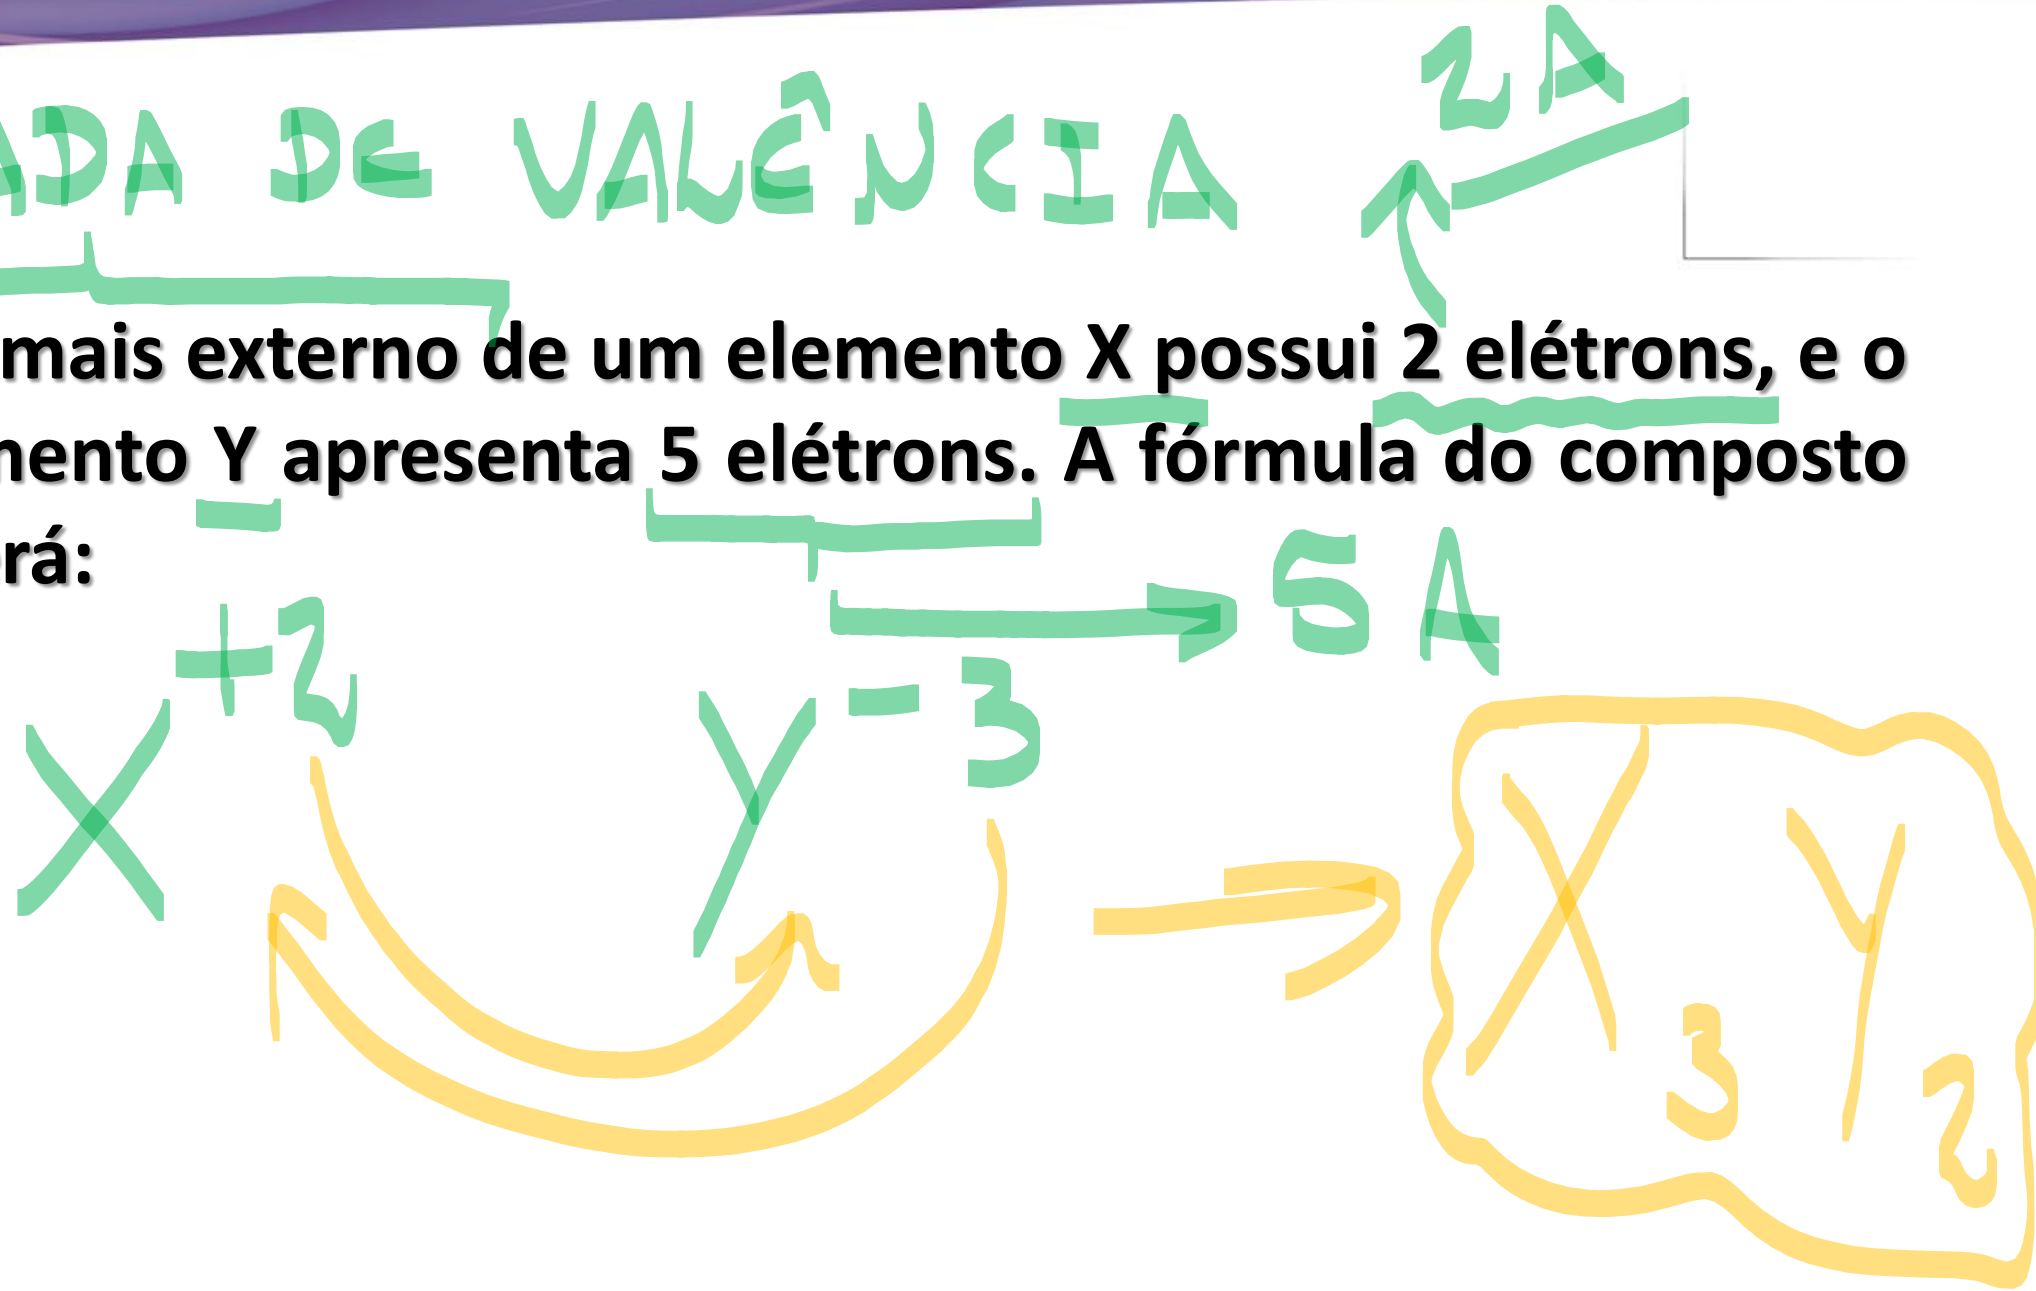 ADA DE VALÊNCIA 2A
mais externo de um elemento X possui 2 elétrons, e o
mento Y apresenta 5 elétrons. A fórmula do composto
rá:
5A
X+2 Y-3
X3Y2